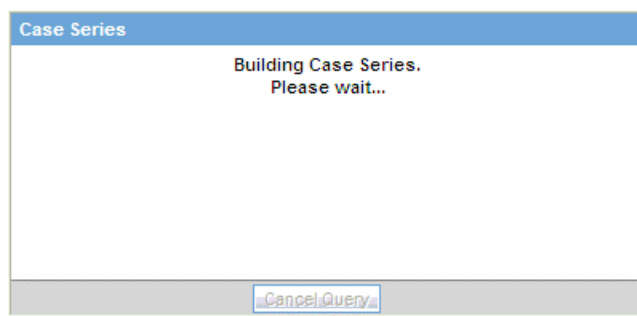 Case Series
Building Case Series.
Please wait...
Cancel Query